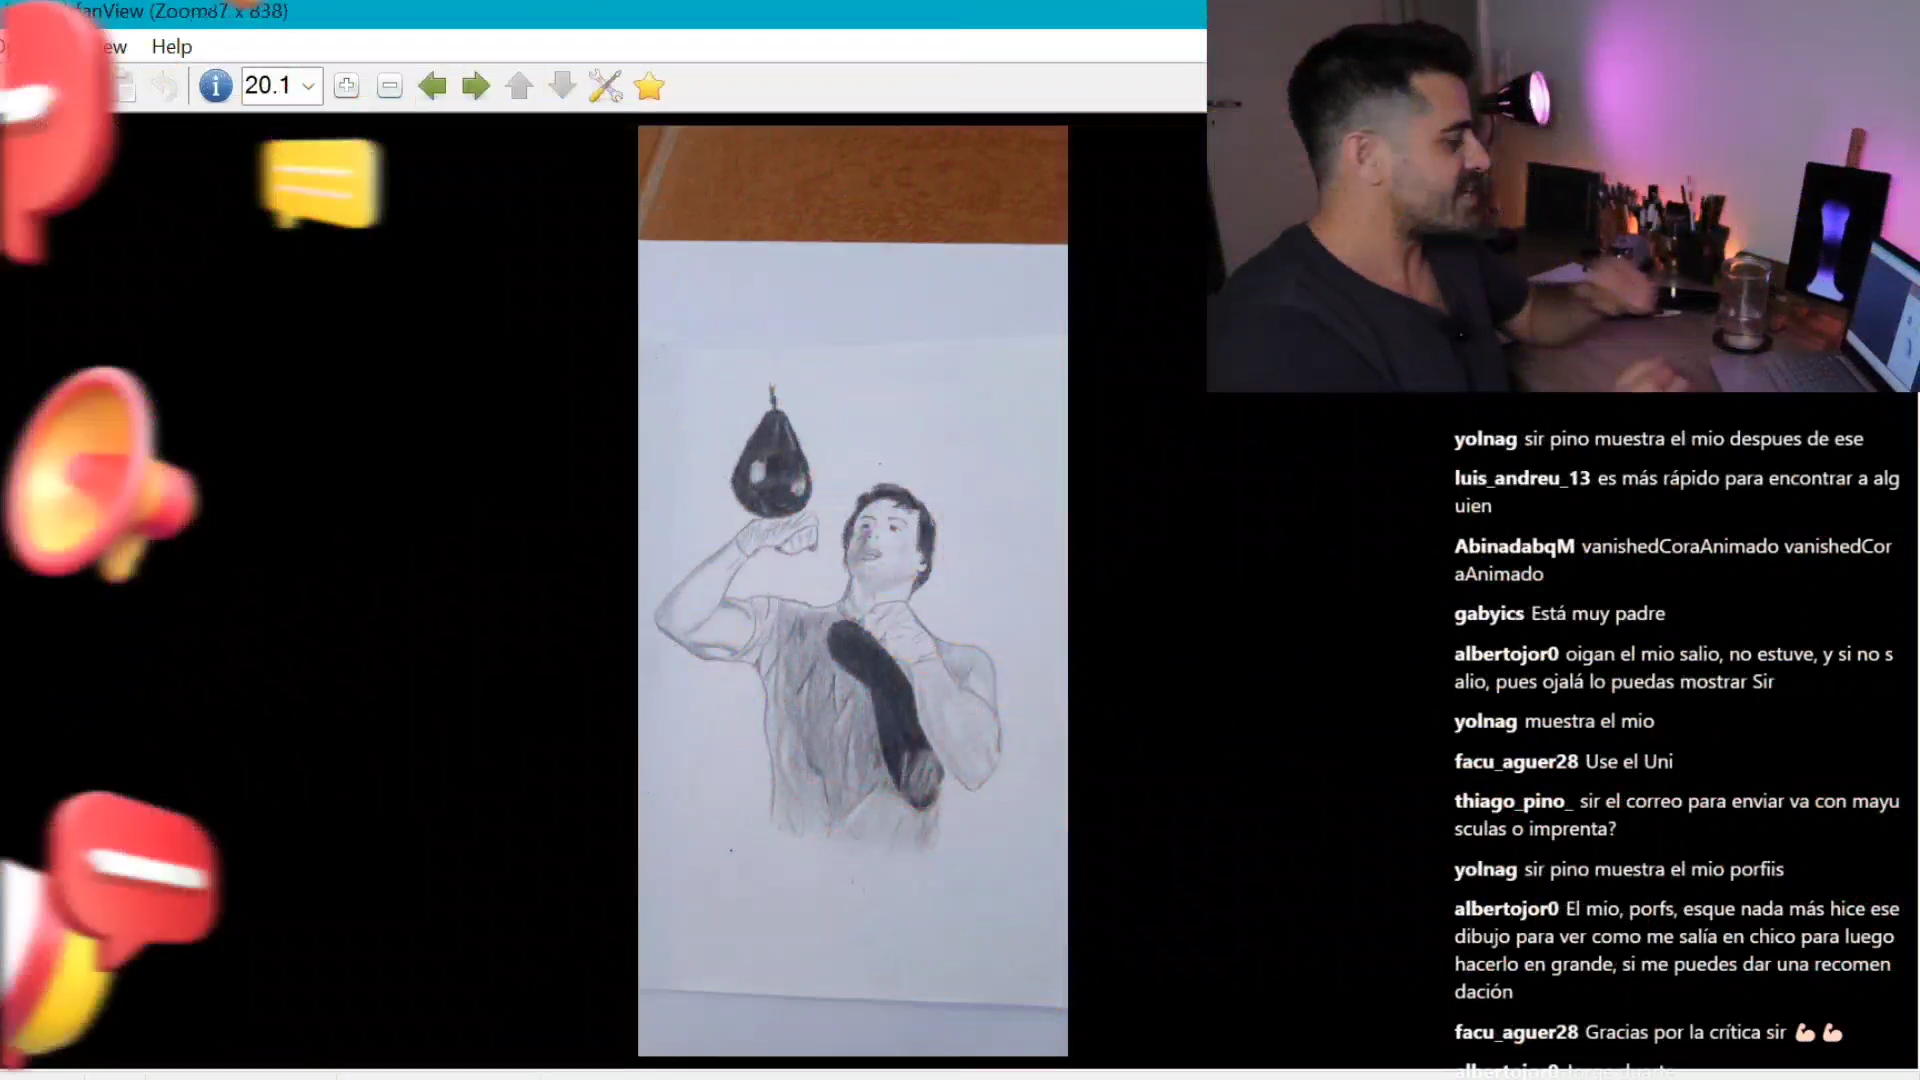 fanView (Zoom87 x 838)
ew Help
20.1
yolnag sir pino muestra el mio despues de ese
luis_andreu_13 es más rápido para encontrar a alg
uien
AbinadabqM vanishedCoraAnimado vanishedCor
aAnimado
gabyics Está muy padre
albertojor0 oigan el mio salio, no estuve, y si no s
alio, pues ojalá lo puedas mostrar Sir
yolnag muestra el mio
facu_aguer28 Use el Uni
thiago_pino_ sir el correo para enviar va con mayu
sculas o imprenta?
yolnag sir pino muestra el mio porfiis
albertojor0 El mio, porfs, esque nada más hice ese
dibujo para ver como me salía en chico para luego
hacerlo en grande, si me puedes dar una recomen
dación
facu_aguer28 Gracias por la crítica sir 💪🏻 💪🏻
albertojor0